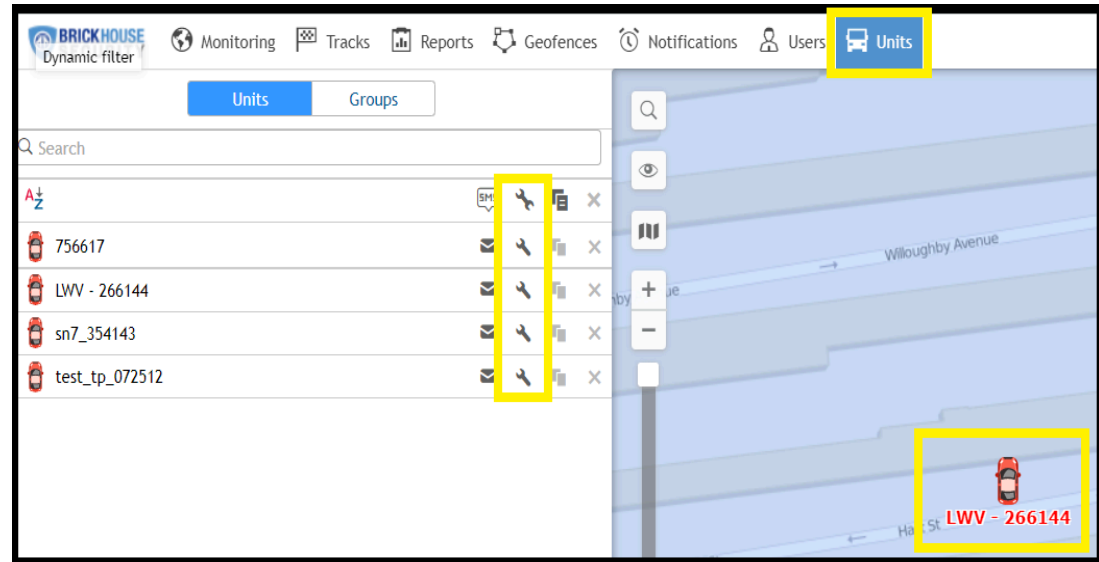 BRICKHOUSE
Dynamic filter
Monitoring
Tracks
Reports
Geofences
Notifications
Users
Units
Units
Groups
Search
A
Z
756617
LWV - 266144
sn7_354143
test_tp_072512
Willoughby Avenue
+
−
LWV - 266144